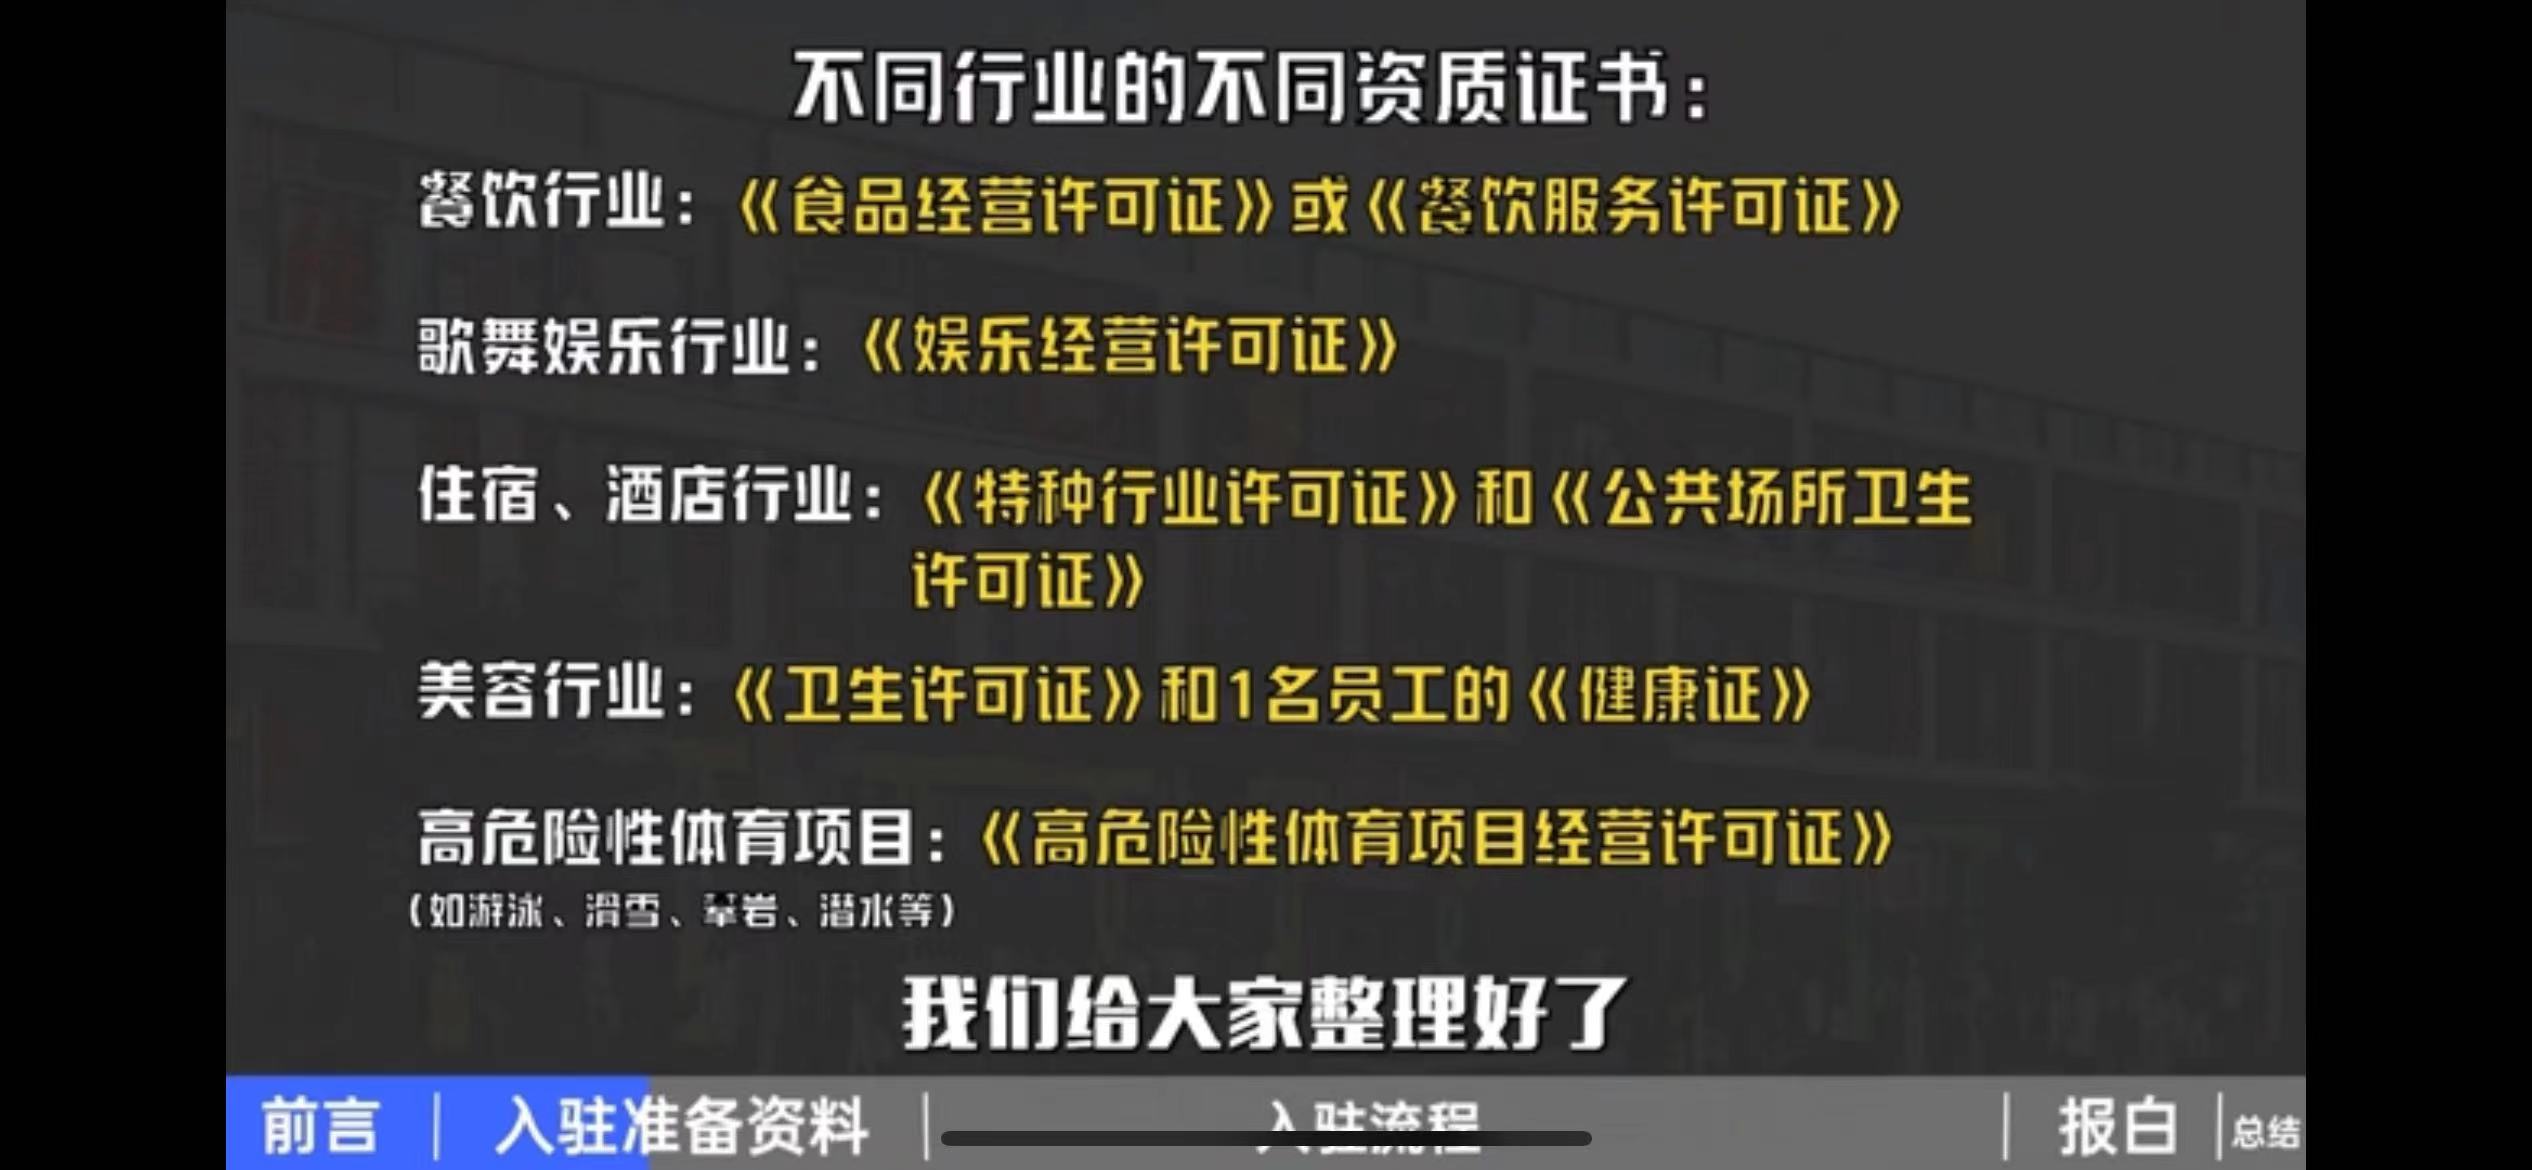 不同行业的不同资质证书：
餐饮行业：《食品经营许可证》或《餐饮服务许可证》
歌舞娱乐行业：《娱乐经营许可证》
住宿、酒店行业：《特种行业许可证》和《公共场所卫生
许可证》
美容行业：《卫生许可证》和1名员工的《健康证》
高危险性体育项目：《高危险性体育项目经营许可证》
（如游泳、滑雪、攀岩、潜水等）
我们给大家整理好了
前言 | 入驻准备资料 | 入驻流程 | 报白 | 总结